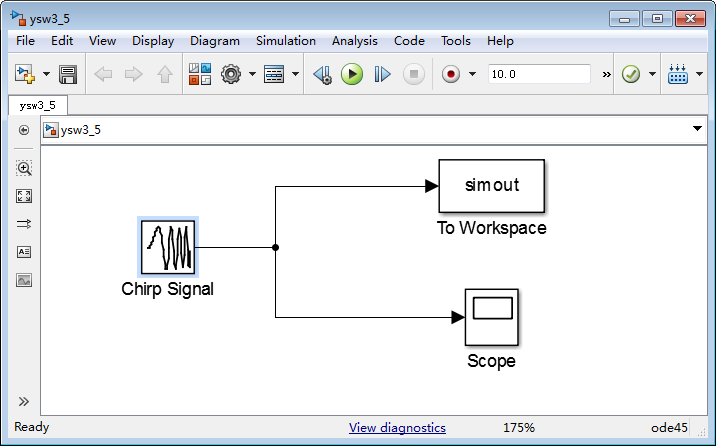 ysw3_5
File Edit View Display Diagram Simulation Analysis Code Tools Help
10.0 »
ysw3_5
ysw3_5
simout
To Workspace
Chirp Signal
Scope
Ready View diagnostics 175% ode45